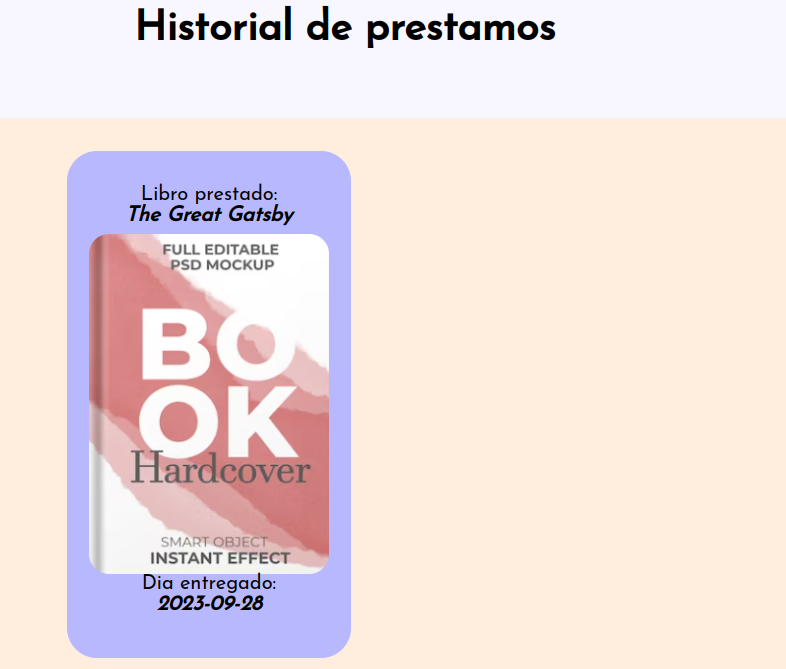 Historial de prestamos
Libro prestado:
The Great Gatsby
FULL EDITABLE
PSD MOCKUP
BO
OK
Hardcover
SMART OBJECT
INSTANT EFFECT
Dia entregado:
2023-09-28